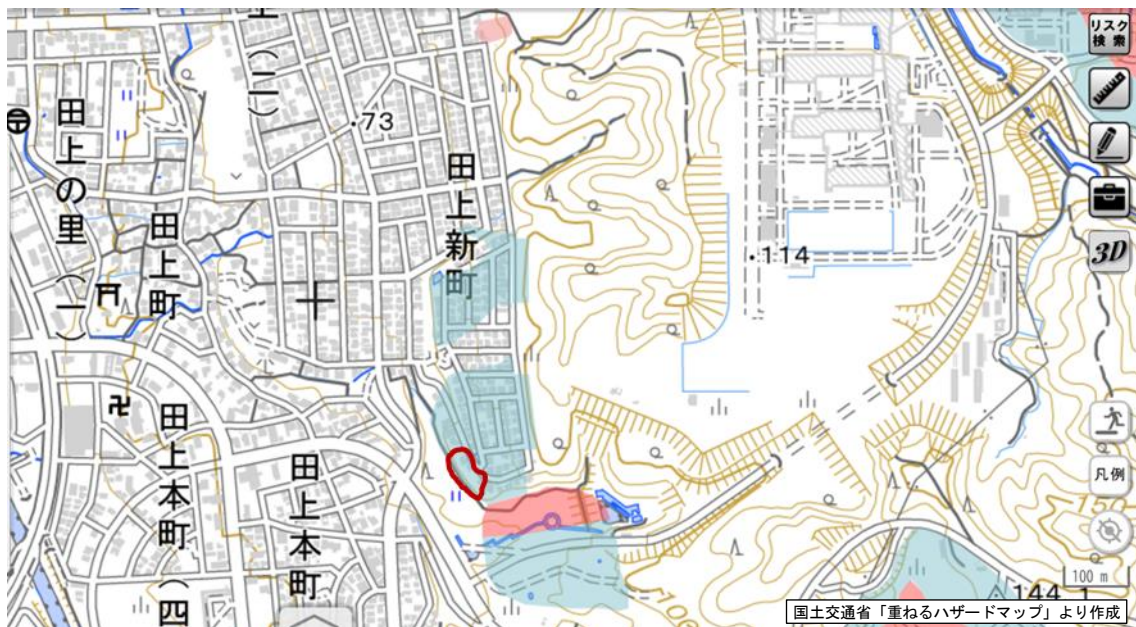 上(二)
リスク
検索
・73
田上の里(一)
田上町
田上新町
・114
3D
田上本町(四
田上本町
凡例
100 m
国土交通省「重ねるハザードマップ」より作成